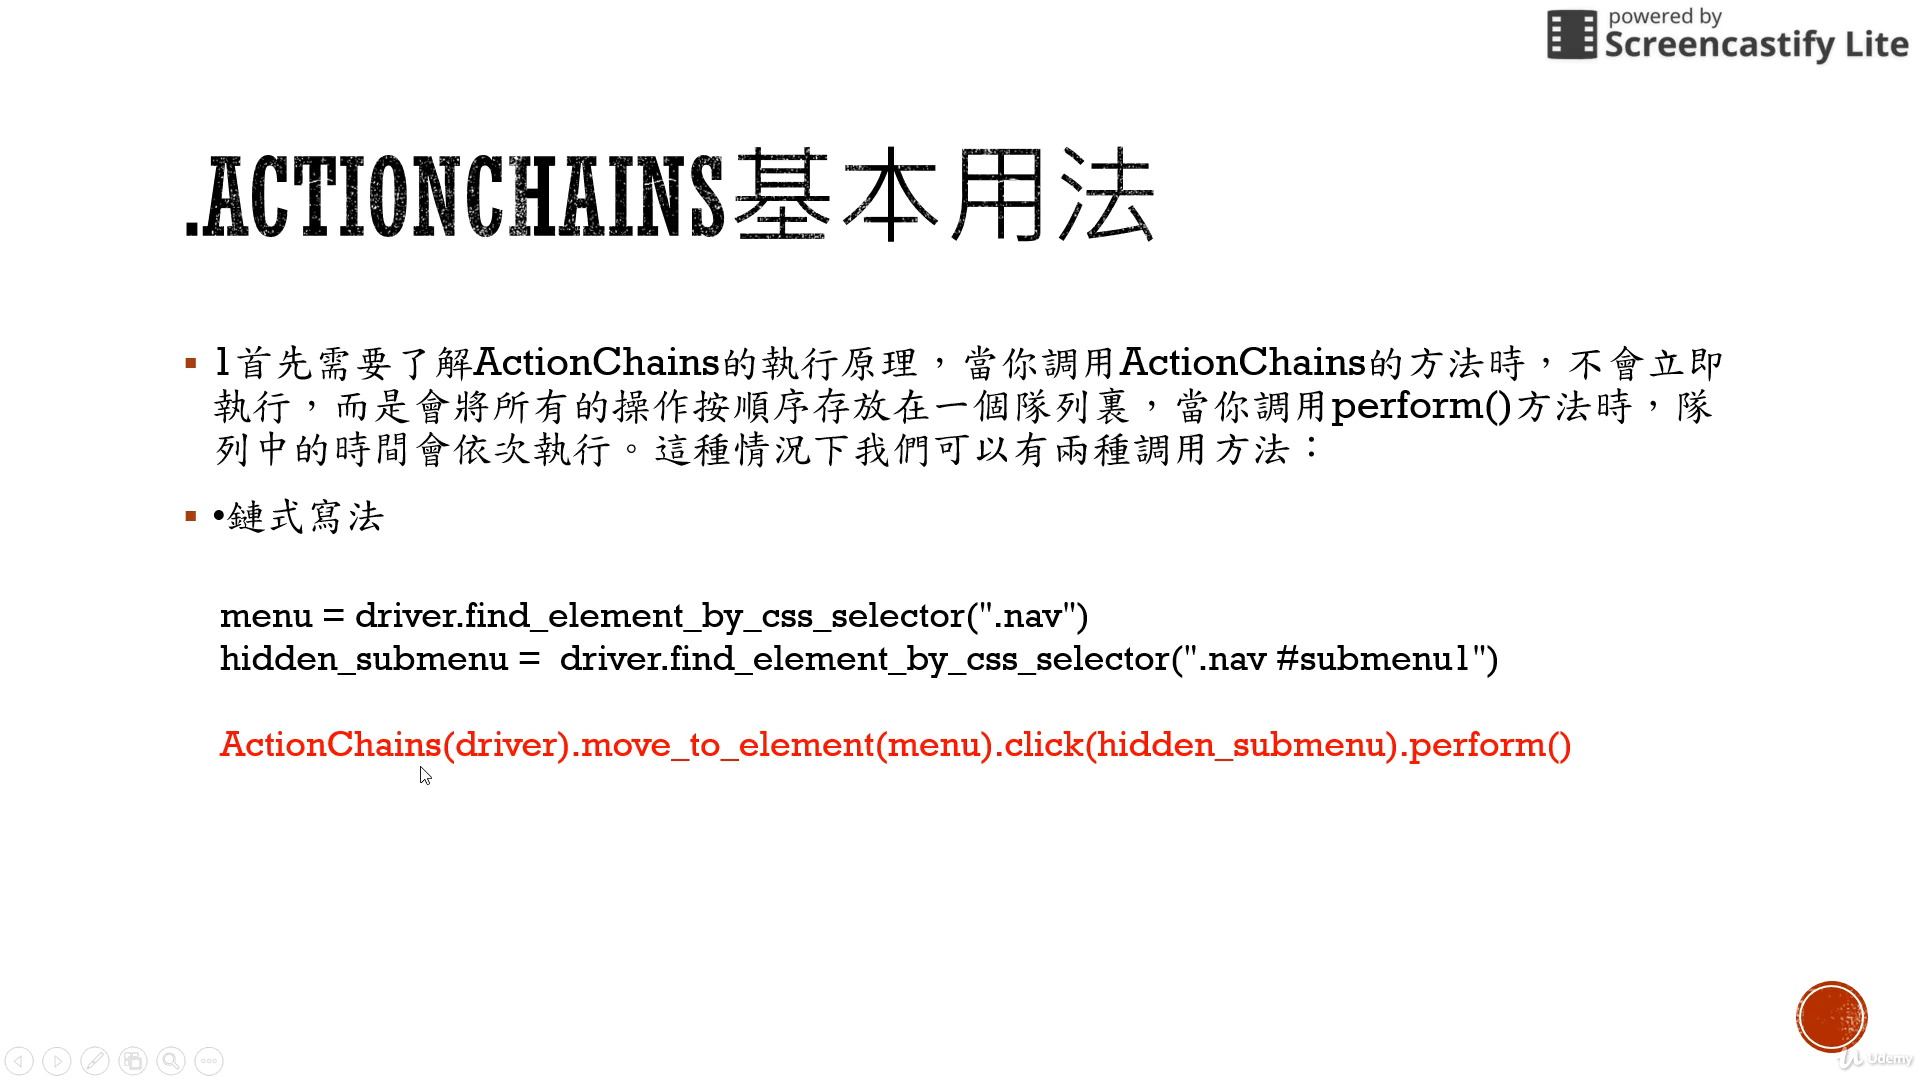 powered by
Screencastify Lite
.ACTIONCHAINS基本用法
1首先需要了解ActionChains的執行原理，當你調用ActionChains的方法時，不會立即
執行，而是會將所有的操作按順序存放在一個隊列裏，當你調用perform()方法時，隊
列中的時間會依次執行。這種情況下我們可以有兩種調用方法：
•鏈式寫法
menu = driver.find_element_by_css_selector(".nav")
hidden_submenu =  driver.find_element_by_css_selector(".nav #submenu1")
ActionChains(driver).move_to_element(menu).click(hidden_submenu).perform()
Udemy